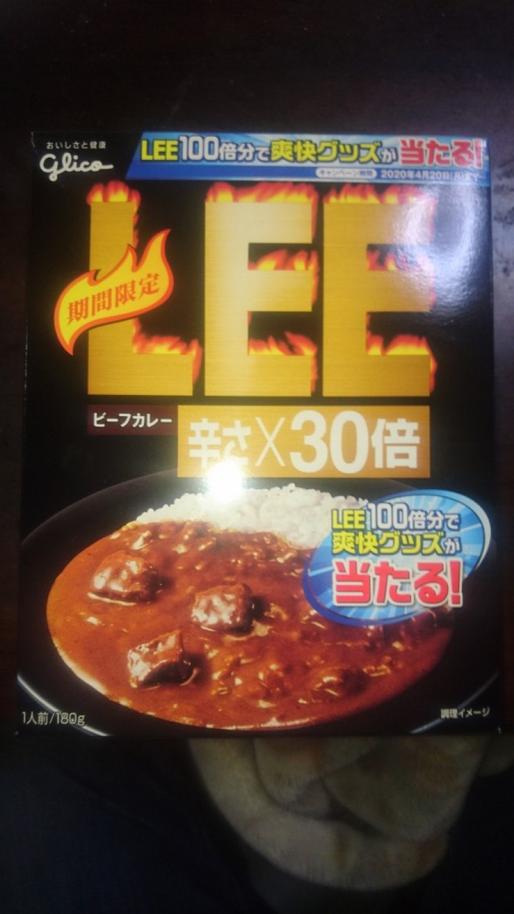 おいしさと健康
Glico
LEE100倍分で爽快グッズが当たる!
キャンペーン期間 2020年4月20日(月)まで
LEE
期間限定
ビーフカレー
辛さ×30倍
LEE100倍分で
爽快グッズが
当たる!
1人前/180g
調理イメージ